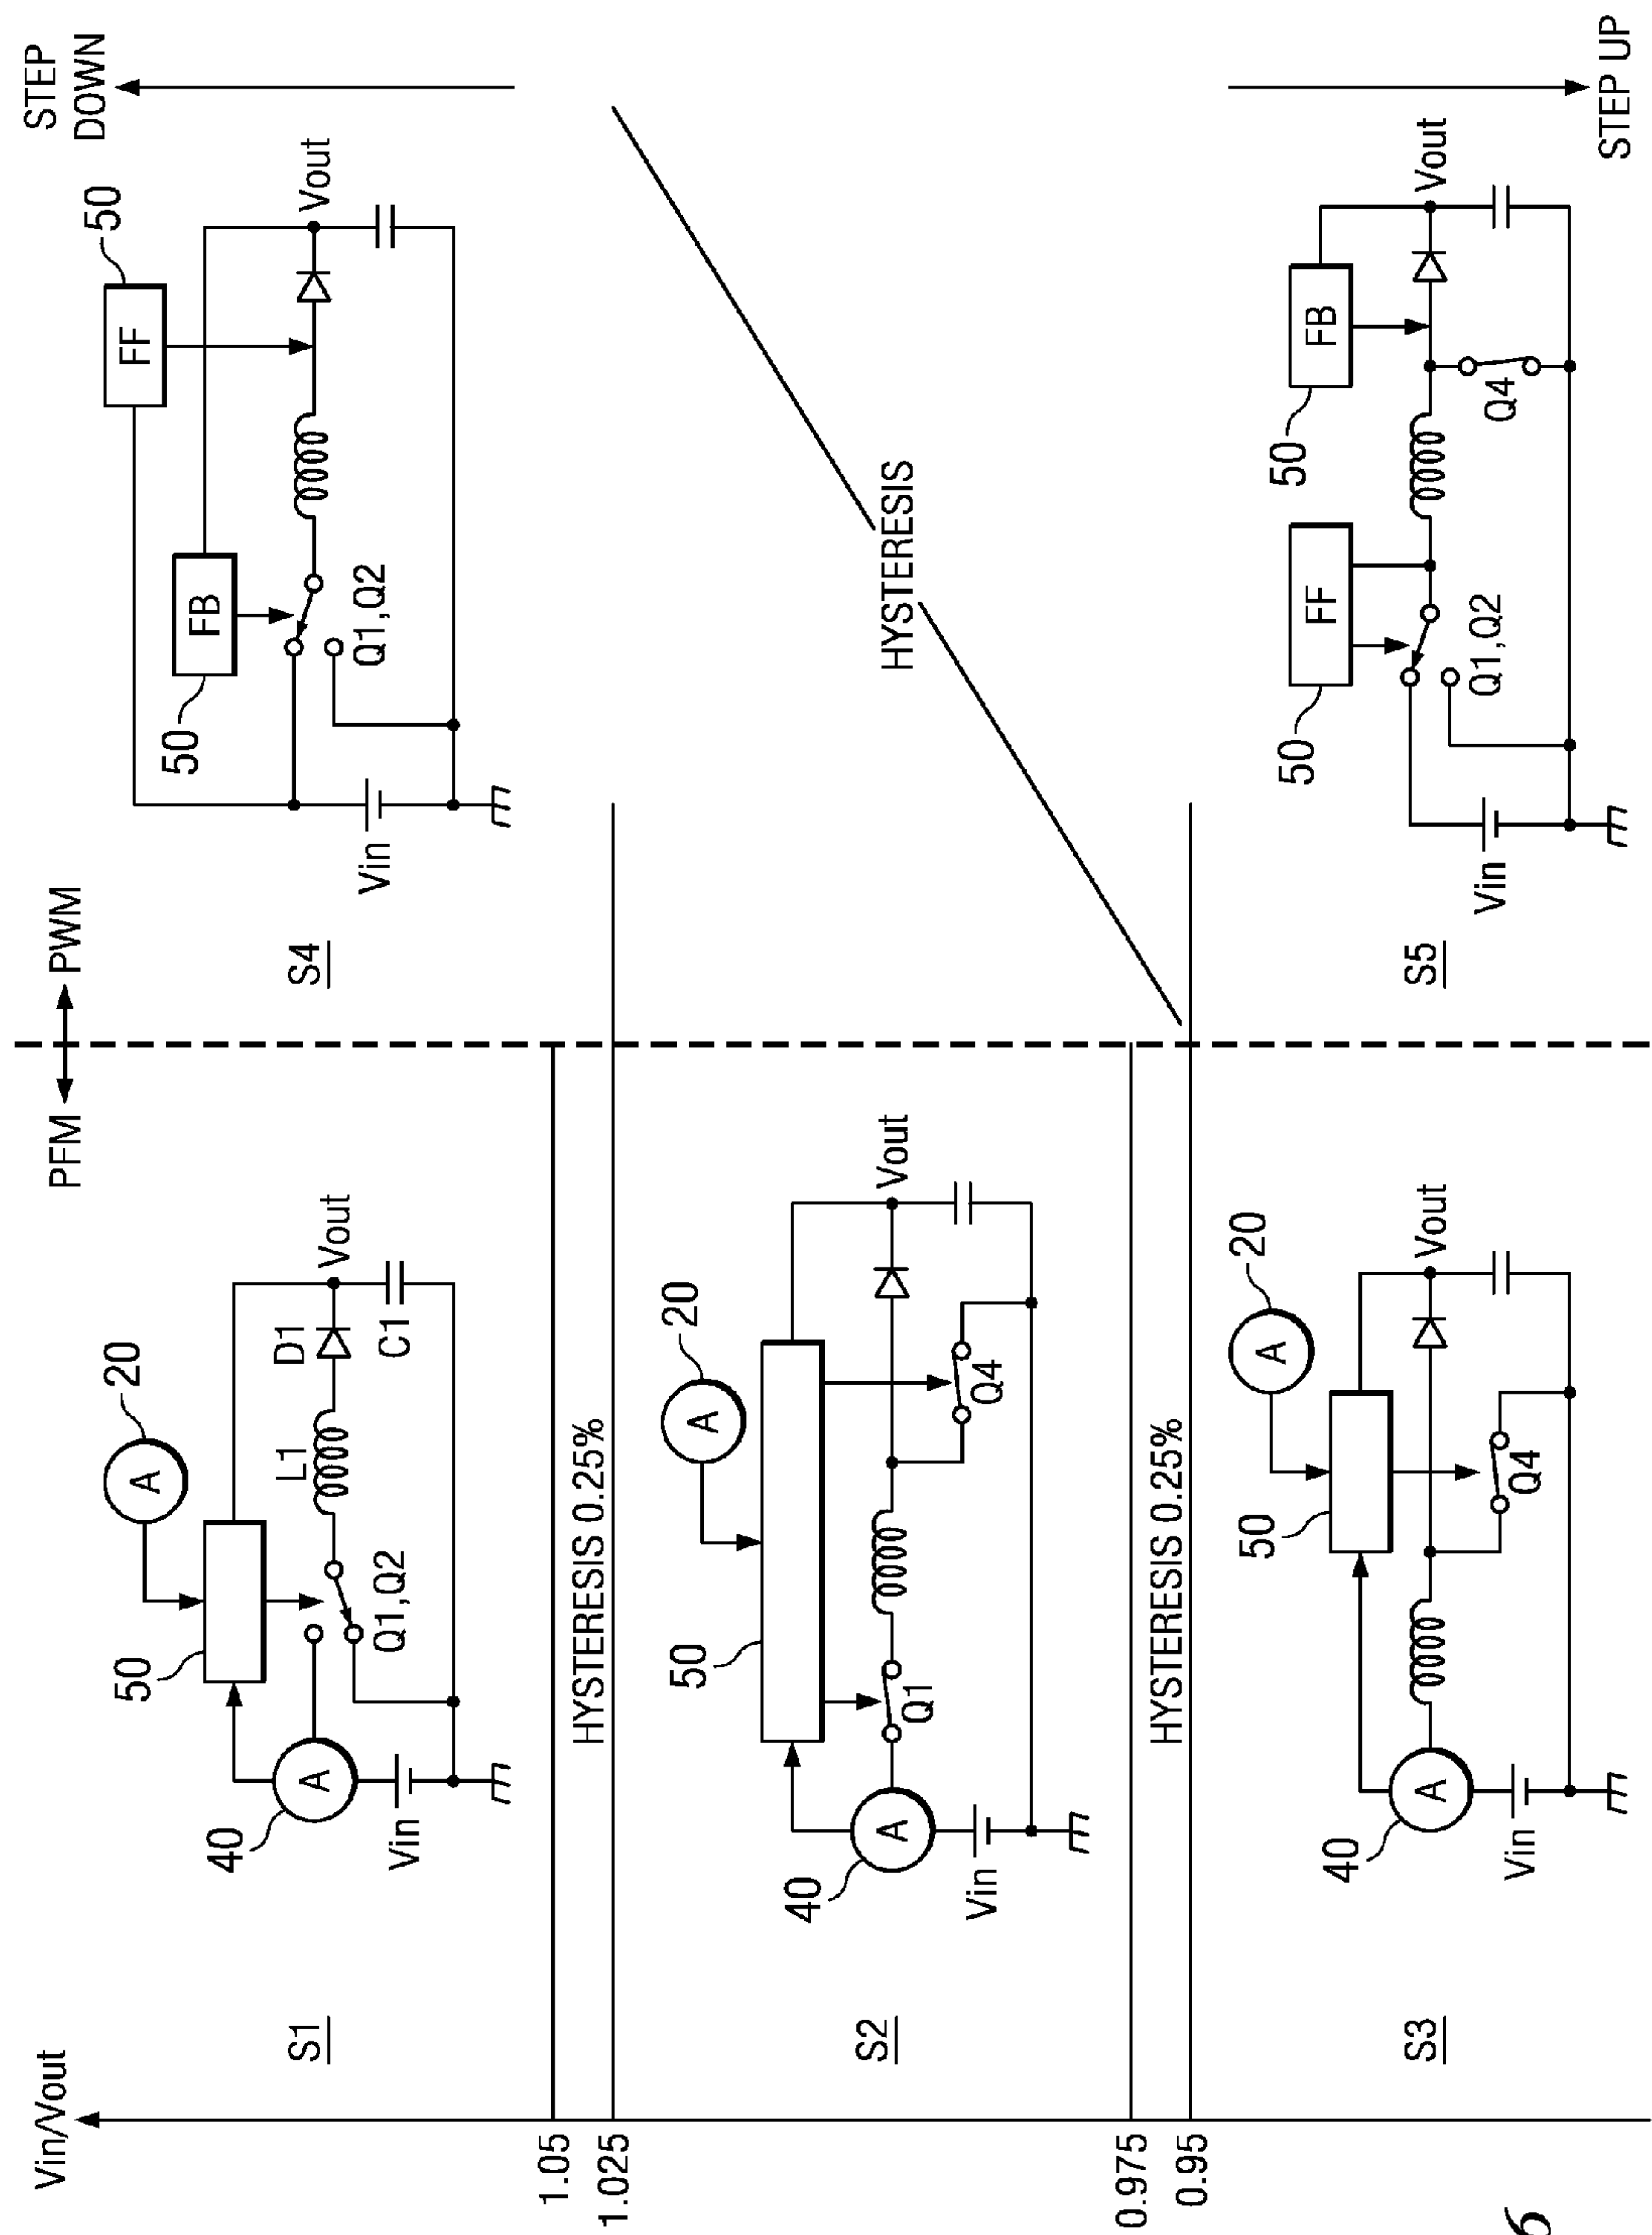 Vin/Vout
PFM
PWM
STEP
DOWN
S1
40
Vin
A
50
A
20
Q1,Q2
L1
D1
C1
Vout
S4
Vin
50
FB
Q1,Q2
FF
50
Vout
1.05
HYSTERESIS 0.25%
1.025
S2
40
Vin
A
50
A
20
Q1
Q4
Vout
HYSTERESIS
0.975
HYSTERESIS 0.25%
0.95
S3
40
Vin
A
50
A
20
Q4
Vout
S5
Vin
50
FF
Q1,Q2
50
FB
Q4
Vout
STEP UP
6